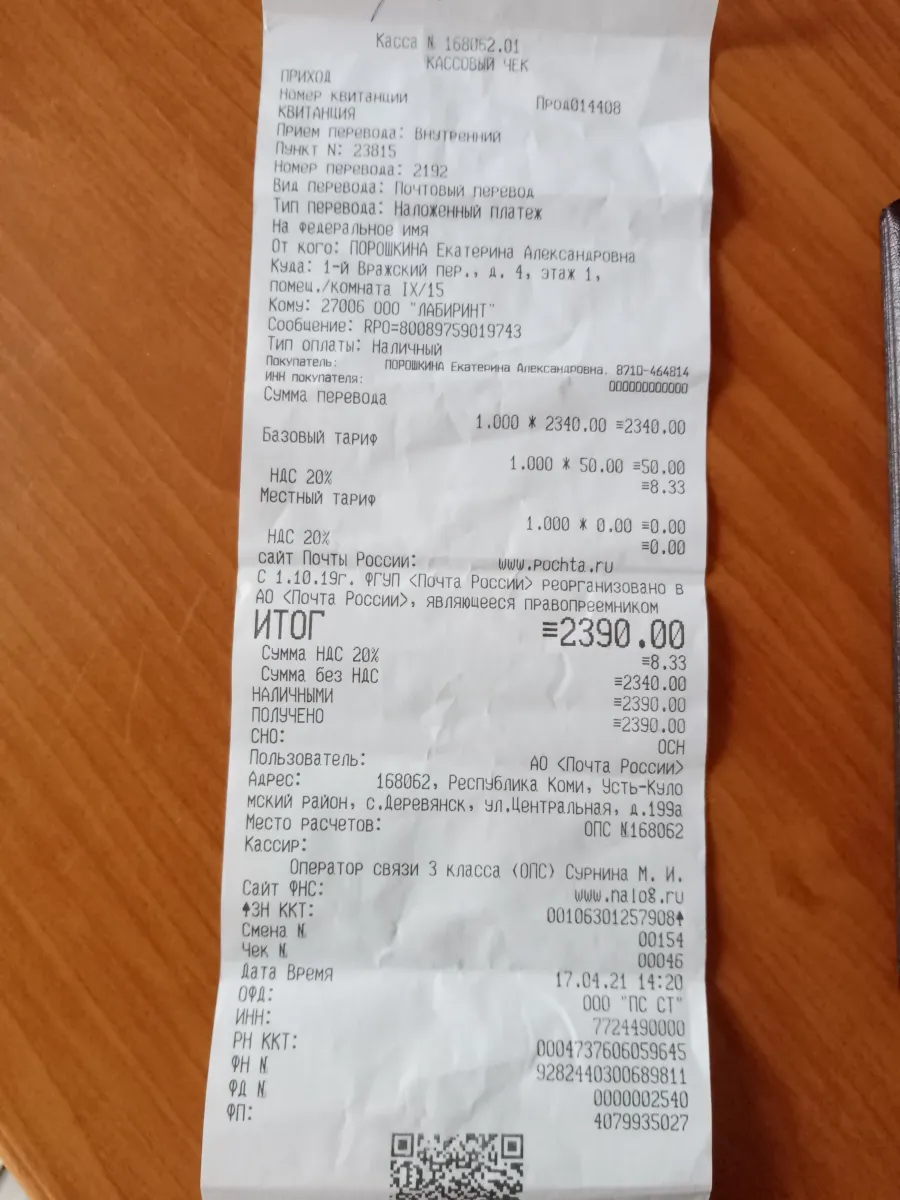 Касса № 168062.01
КАССОВЫЙ ЧЕК
ПРИХОД
Номер квитанции Прод014408
КВИТАНЦИЯ
Прием перевода: Внутренний
Пункт N: 23815
Номер перевода: 2192
Вид перевода: Почтовый перевод
Тип перевода: Наложенный платеж
На федеральное имя
От кого: ПОРОШКИНА Екатерина Александровна
Куда: 1-й Вражский пер., д. 4, этаж 1,
помещ./комната IX/15
Кому: 27006 ООО "ЛАБИРИНТ"
Сообщение: RPO=80089759019743
Тип оплаты: Наличный
Покупатель: ПОРОШКИНА Екатерина Александровна. 8710-464814
ИНН покупателя: 000000000000
Сумма перевода
1.000 * 2340.00 ≡2340.00
Базовый тариф
1.000 * 50.00 ≡50.00
НДС 20% ≡8.33
Местный тариф
1.000 * 0.00 ≡0.00
НДС 20% ≡0.00
сайт Почты России: www.pochta.ru
С 1.10.19г. ФГУП <Почта России> реорганизовано в
АО <Почта России>, являющееся правопреемником
ИТОГ ≡2390.00
Сумма НДС 20% ≡8.33
Сумма без НДС ≡2340.00
НАЛИЧНЫМИ ≡2390.00
ПОЛУЧЕНО ≡2390.00
СНО: ОСН
Пользователь: АО <Почта России>
Адрес: 168062, Республика Коми, Усть-Куло
мский район, с.Деревянск, ул.Центральная, д.199а
Место расчетов: ОПС №168062
Кассир:
Оператор связи 3 класса (ОПС) Сурнина М. И.
Сайт ФНС: www.nalog.ru
♠ЗН ККТ: 00106301257908♠
Смена № 00154
Чек № 00046
Дата Время 17.04.21 14:20
ОФД: ООО "ПС СТ"
ИНН: 7724490000
РН ККТ: 0004737606059645
ФН № 9282440300689811
ФД № 0000002540
ФП: 4079935027